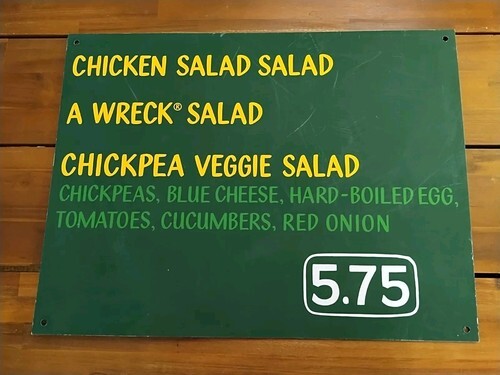 CHICKEN SALAD SALAD
A WRECK® SALAD
CHICKPEA VEGGIE SALAD
CHICKPEAS, BLUE CHEESE, HARD-BOILED EGG,
TOMATOES, CUCUMBERS, RED ONION
5.75